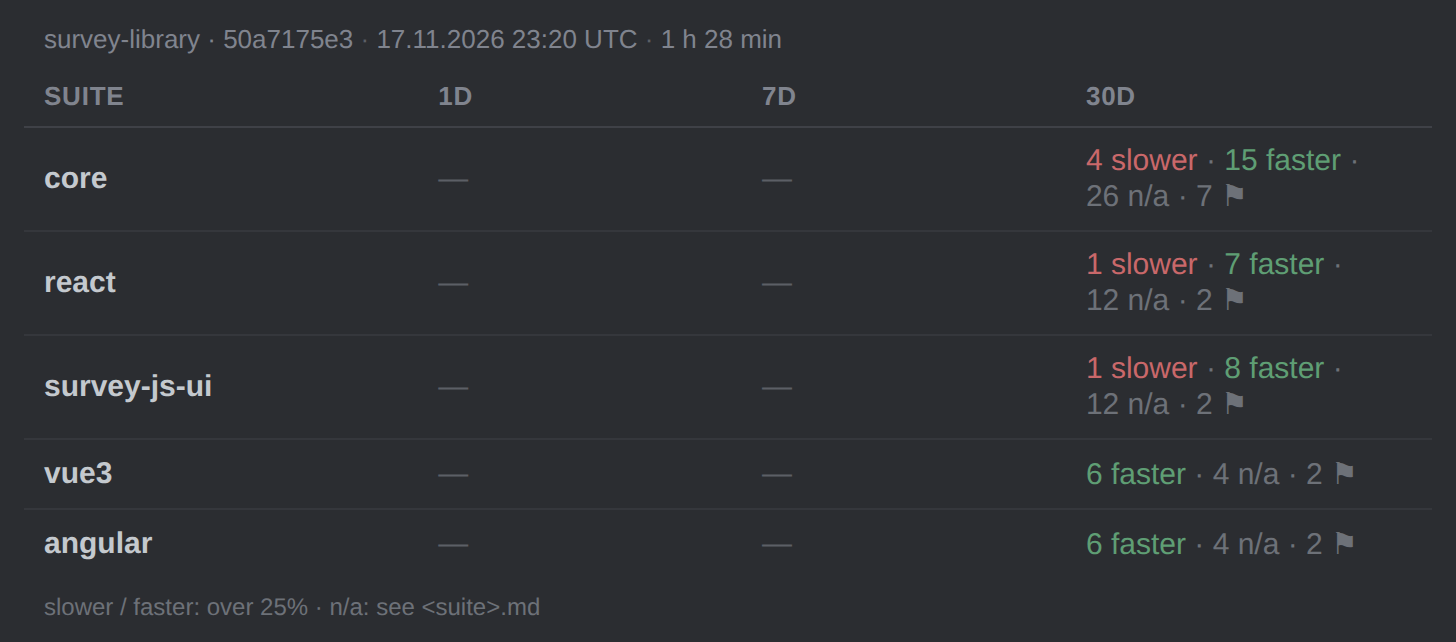 survey-library · 50a7175e3 · 17.11.2026 23:20 UTC · 1 h 28 min
SUITE 1D 7D 30D
core — — 4 slower · 15 faster ·
26 n/a · 7 ⚑
react — — 1 slower · 7 faster ·
12 n/a · 2 ⚑
survey-js-ui — — 1 slower · 8 faster ·
12 n/a · 2 ⚑
vue3 — — 6 faster · 4 n/a · 2 ⚑
angular — — 6 faster · 4 n/a · 2 ⚑
slower / faster: over 25% · n/a: see <suite>.md